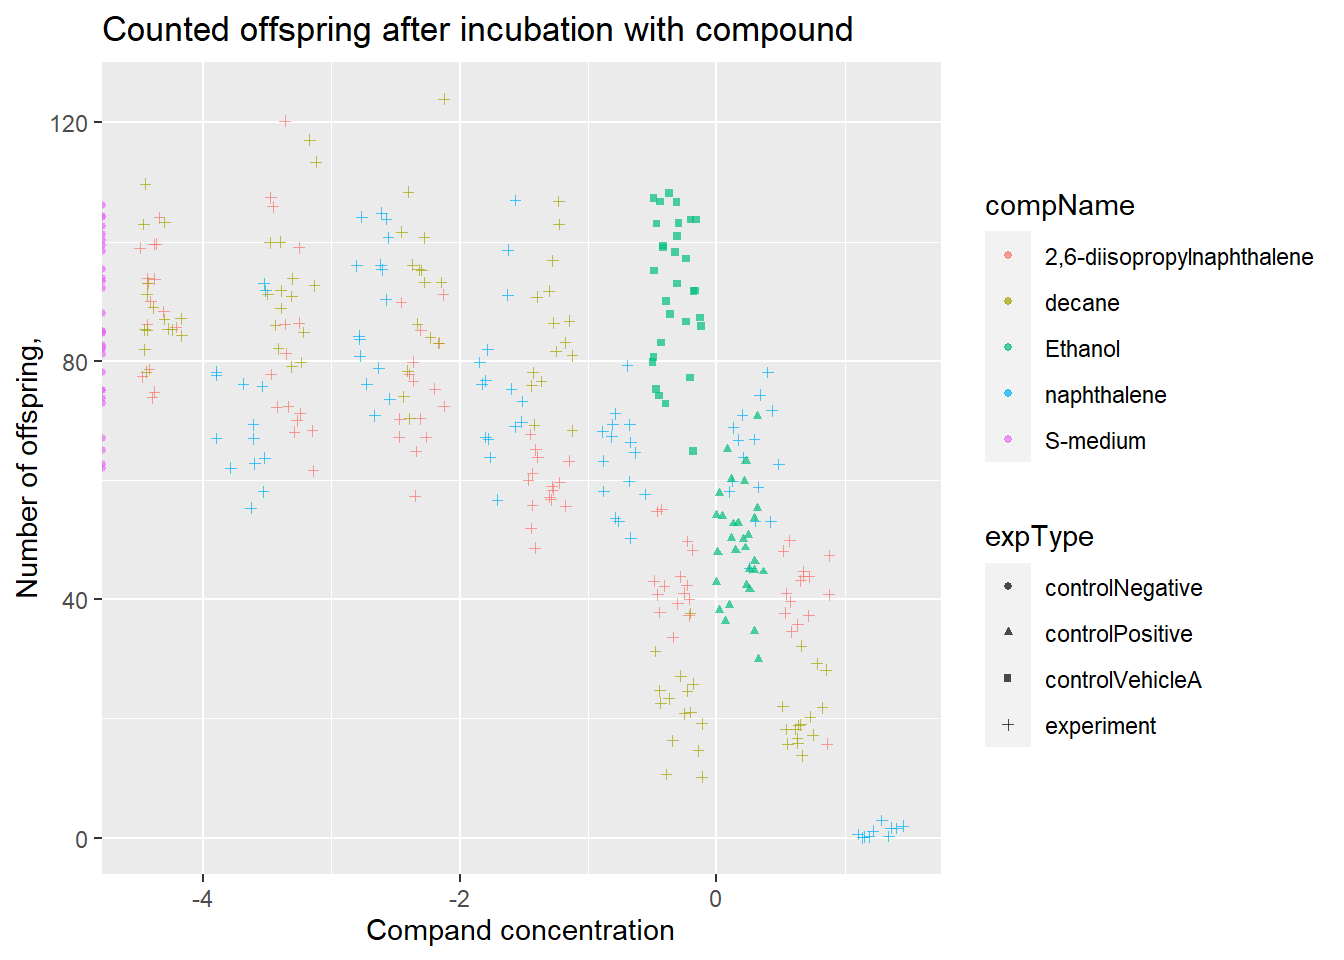 Counted offspring after incubation with compound
Number of offspring,
120
80
40
0
-4
-2
0
Compand concentration
compName
2,6-diisopropylnaphthalene
decane
Ethanol
naphthalene
S-medium
expType
controlNegative
controlPositive
controlVehicleA
experiment